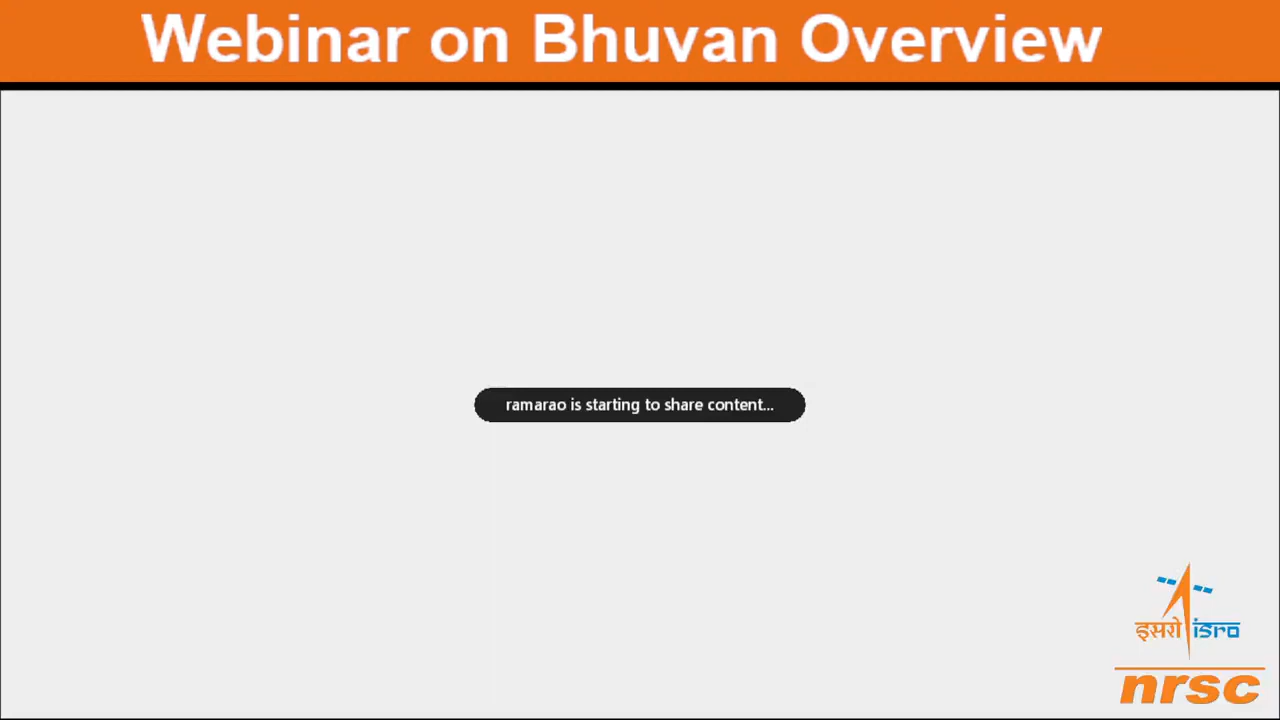 Webinar on Bhuvan Overview
ramarao is starting to share content...
इसरो isro
nrsc